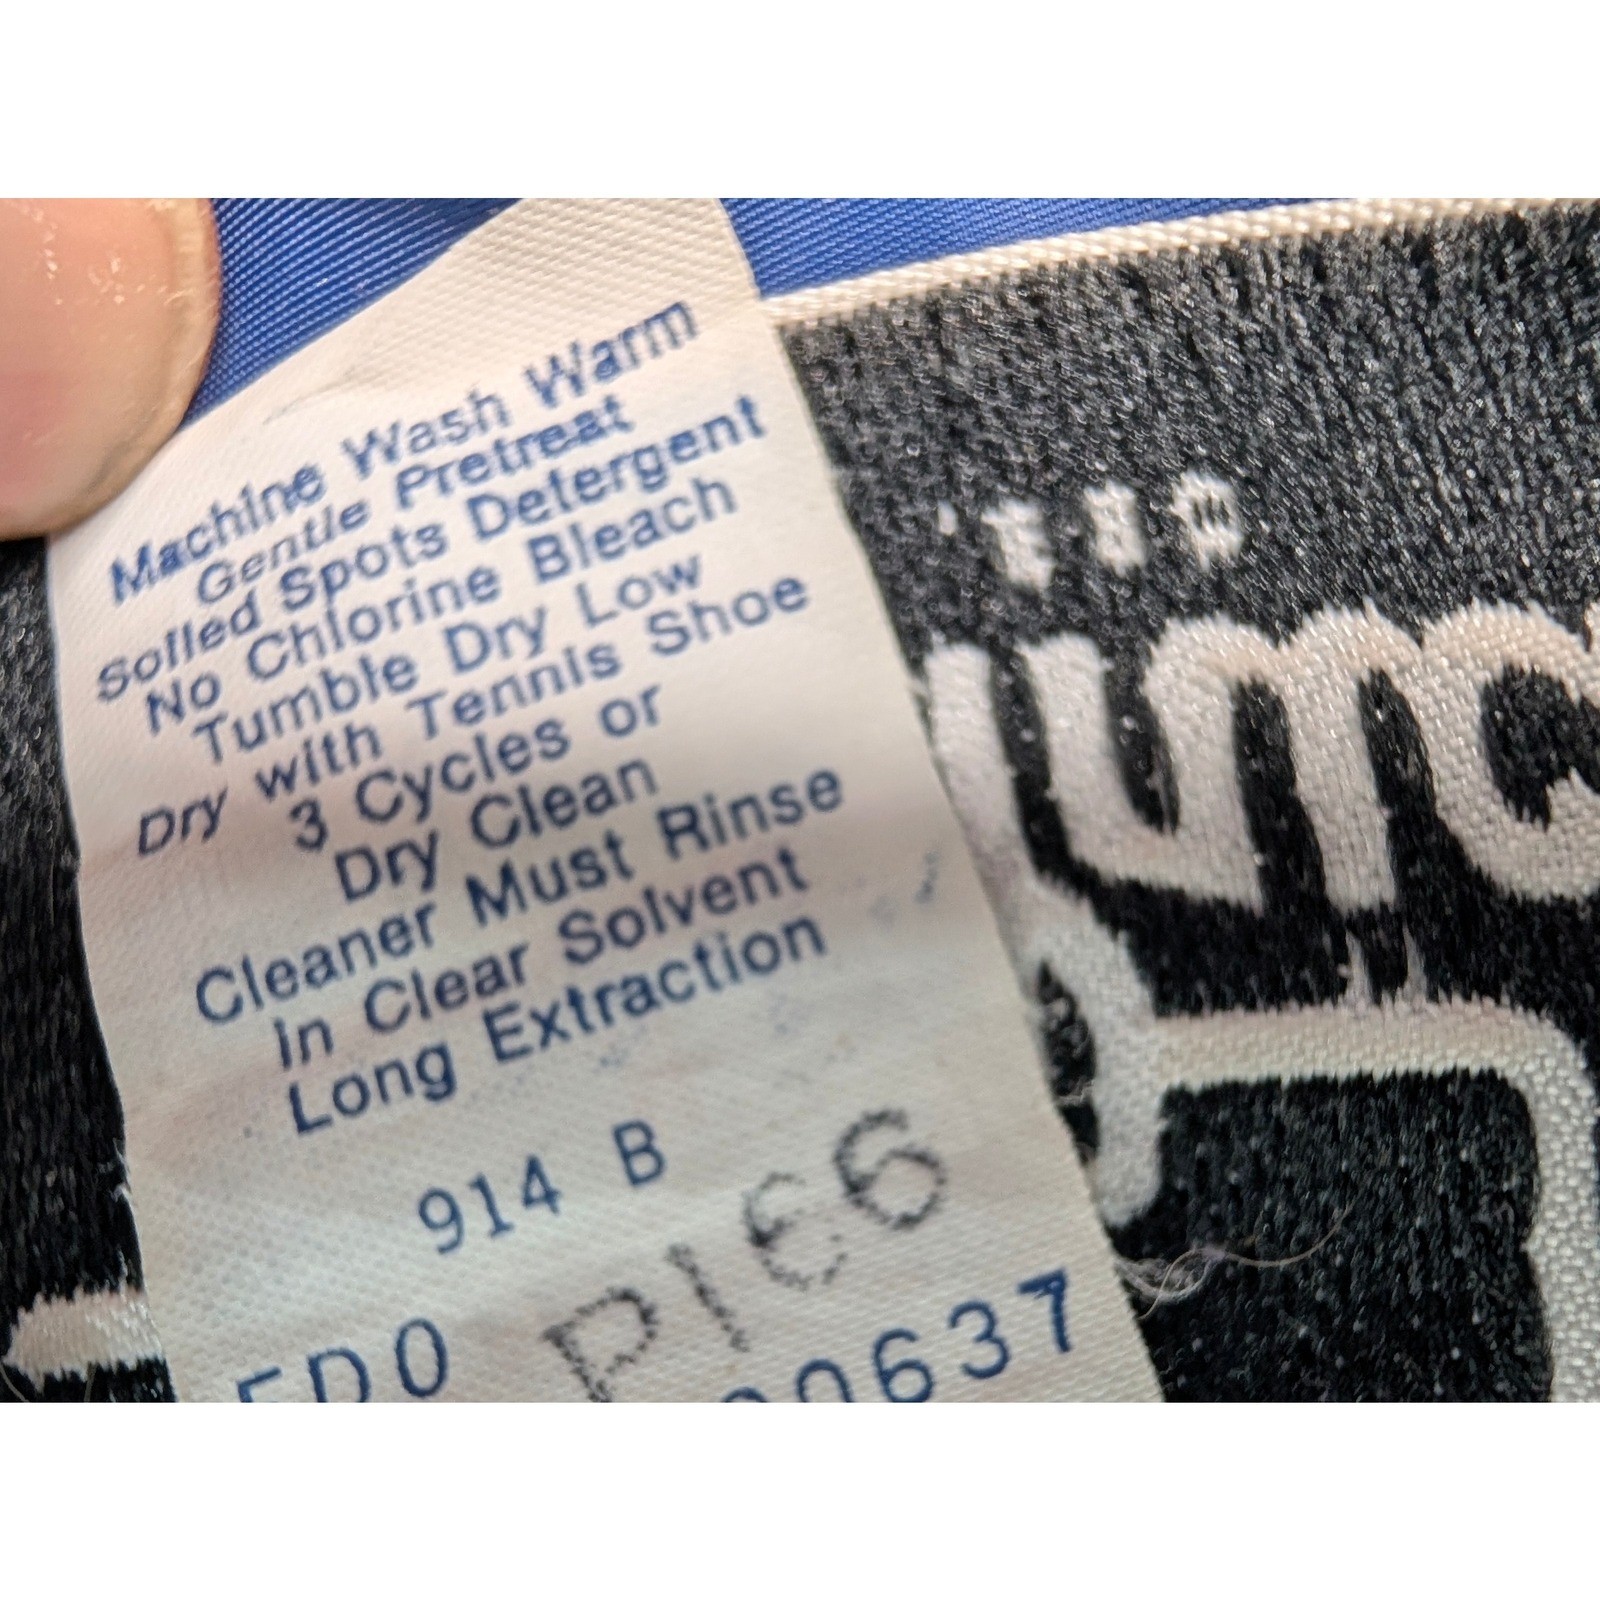 Machine Wash Warm
Gentle Pretreat
Soiled Spots Detergent
No Chlorine Bleach
Tumble Dry Low
Dry with Tennis Shoe
3 Cycles or
Dry Clean
Cleaner Must Rinse
In Clear Solvent
Long Extraction
914 B